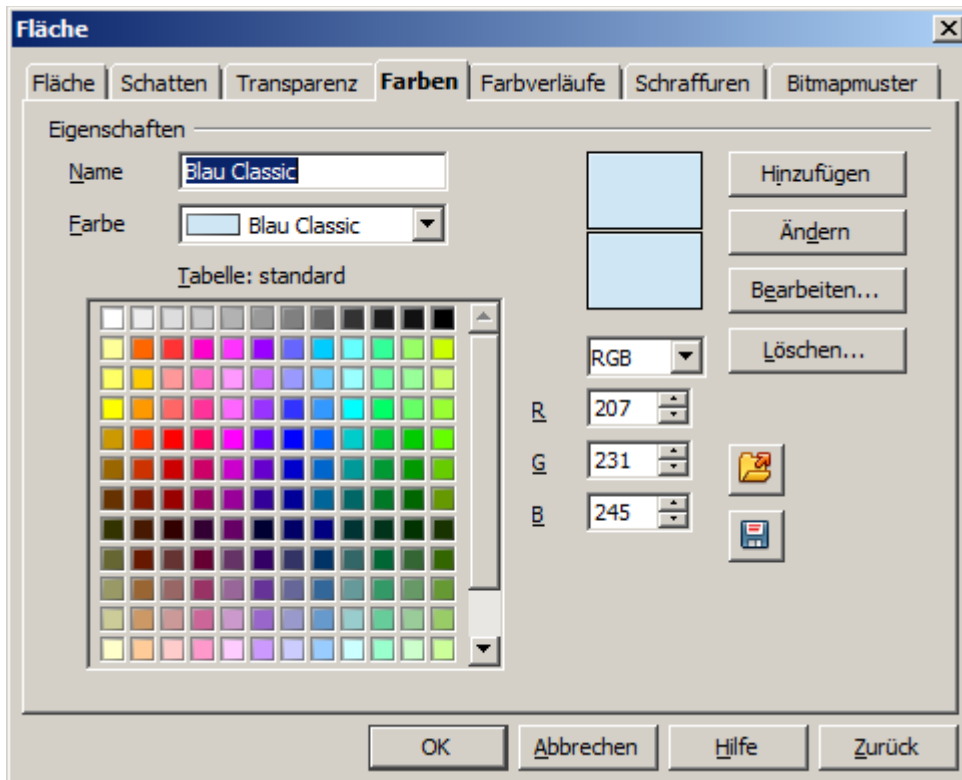 Fläche
Fläche Schatten Transparenz Farben Farbverläufe Schraffuren Bitmapmuster
Eigenschaften
Name Blau Classic Hinzufügen
Farbe Blau Classic Ändern
Tabelle: standard Bearbeiten...
RGB Löschen...
R 207
G 231
B 245
OK Abbrechen Hilfe Zurück